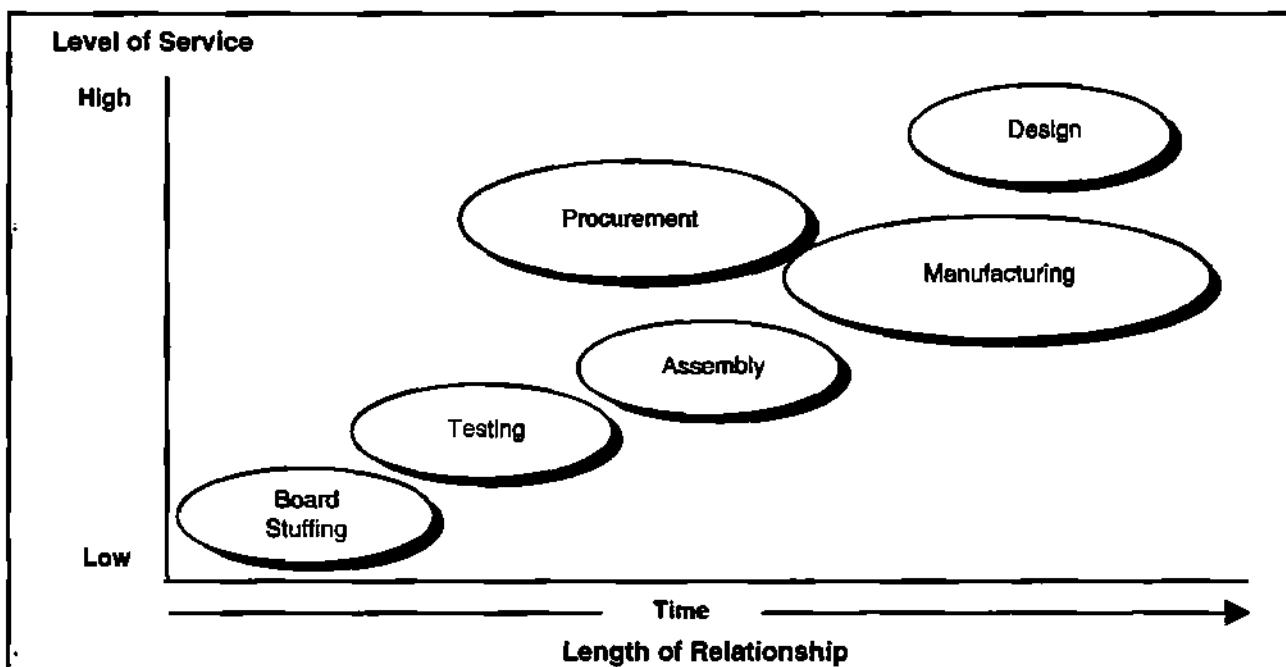 Level of Service
High
Design
Procurement
Manufacturing
Assembly
Testing
Board
Stuffing
Low
Time
Length of Relationship